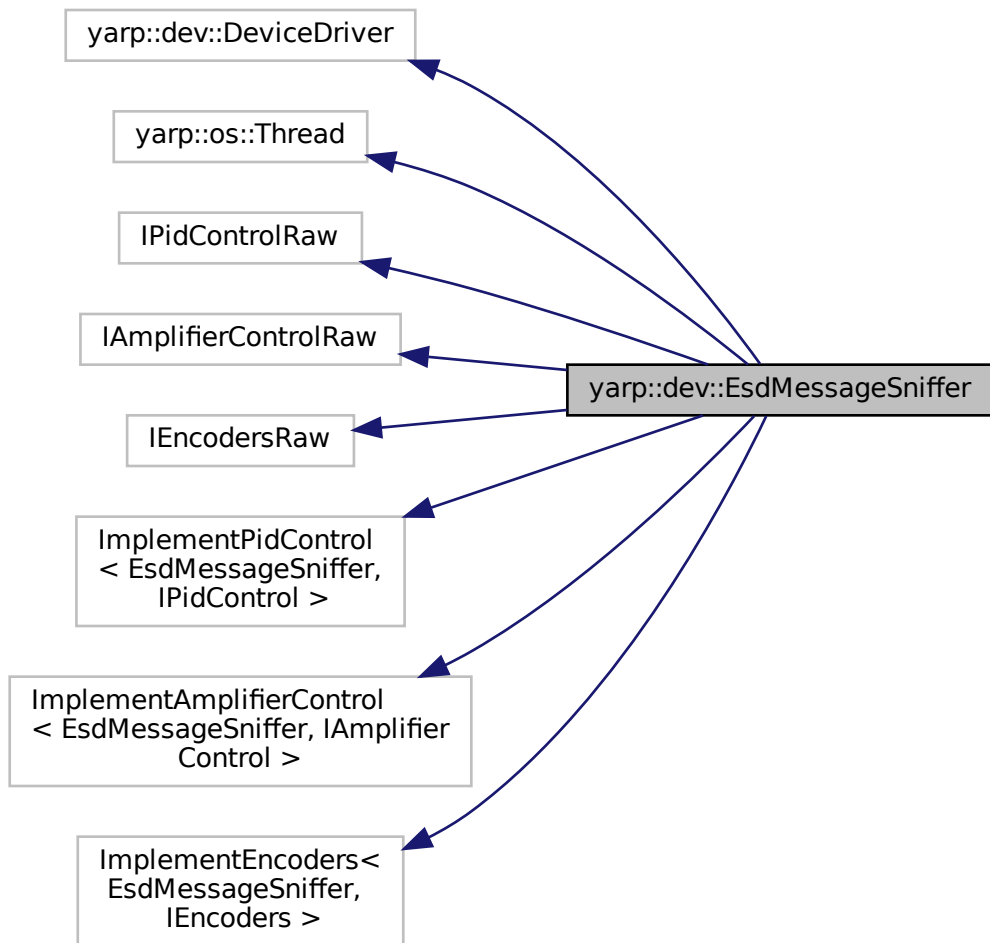 yarp::dev::DeviceDriver
yarp::os::Thread
IPidControlRaw
IAmplifierControlRaw
yarp::dev::EsdMessageSniffer
IEncodersRaw
ImplementPidControl
< EsdMessageSniffer,
IPidControl >
ImplementAmplifierControl
< EsdMessageSniffer, IAmplifier
Control >
ImplementEncoders<
EsdMessageSniffer,
IEncoders >